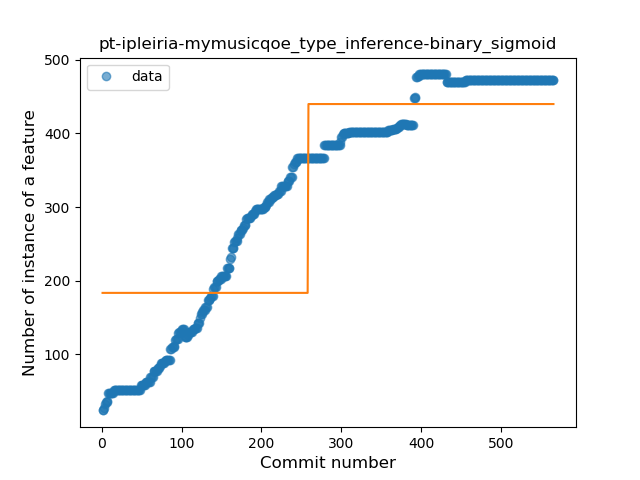 pt-ipleiria-mymusicqoe_type_inference-binary_sigmoid
data
Number of instance of a feature
500
400
300
200
100
0
100
200
300
400
500
Commit number